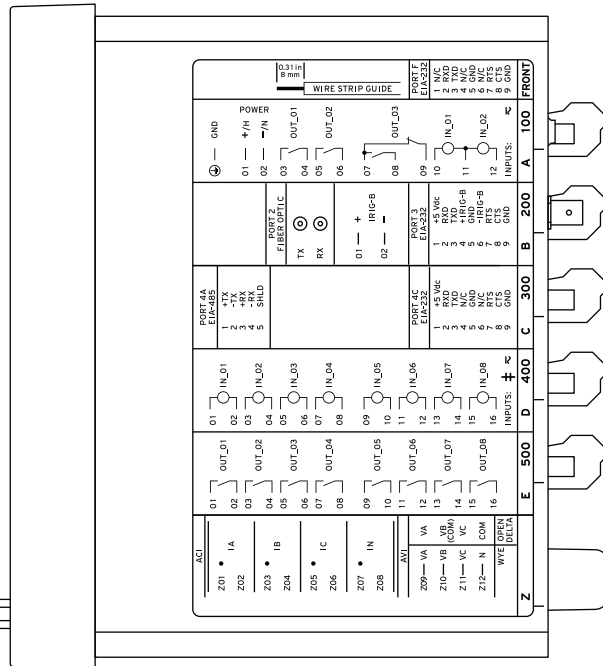 0.31 in
8 mm
WIRE STRIP GUIDE
PORT F
EIA-232
1 N/C
2 RXD
3 TXD
4 N/C
5 GND
6 N/C
7 RTS
8 CTS
9 GND
FRONT
GND
POWER
01 +/H
02 -/N
03 OUT_01
04
05 OUT_02
06
07 OUT_03
08
09
10 IN_01
11
12 IN_02
INPUTS:
A 100
PORT 2
FIBER OPTIC
TX
RX
01 +
IRIG-B
02 -
PORT 3
EIA-232
1 +5 Vdc
2 RXD
3 TXD
4 +IRIG-B
5 GND
6 -IRIG-B
7 RTS
8 CTS
9 GND
B 200
PORT 4A
EIA-485
1 +TX
2 -TX
3 +RX
4 -RX
5 SHLD
PORT 4C
EIA-232
1 +5 Vdc
2 RXD
3 TXD
4 N/C
5 GND
6 N/C
7 RTS
8 CTS
9 GND
C 300
01 IN_01
02
03 IN_02
04
05 IN_03
06
07 IN_04
08
09 IN_05
10
11 IN_06
12
13 IN_07
14
15 IN_08
16
INPUTS:
D 400
01 OUT_01
02
03 OUT_02
04
05 OUT_03
06
07 OUT_04
08
09 OUT_05
10
11 OUT_06
12
13 OUT_07
14
15 OUT_08
16
E 500
ACI
Z01 IA
Z02
Z03 IB
Z04
Z05 IC
Z06
Z07 IN
Z08
AVI
Z09 VA VA
Z10 VB VB
(COM)
Z11 VC VC
Z12 N COM
WYE OPEN
DELTA
Z